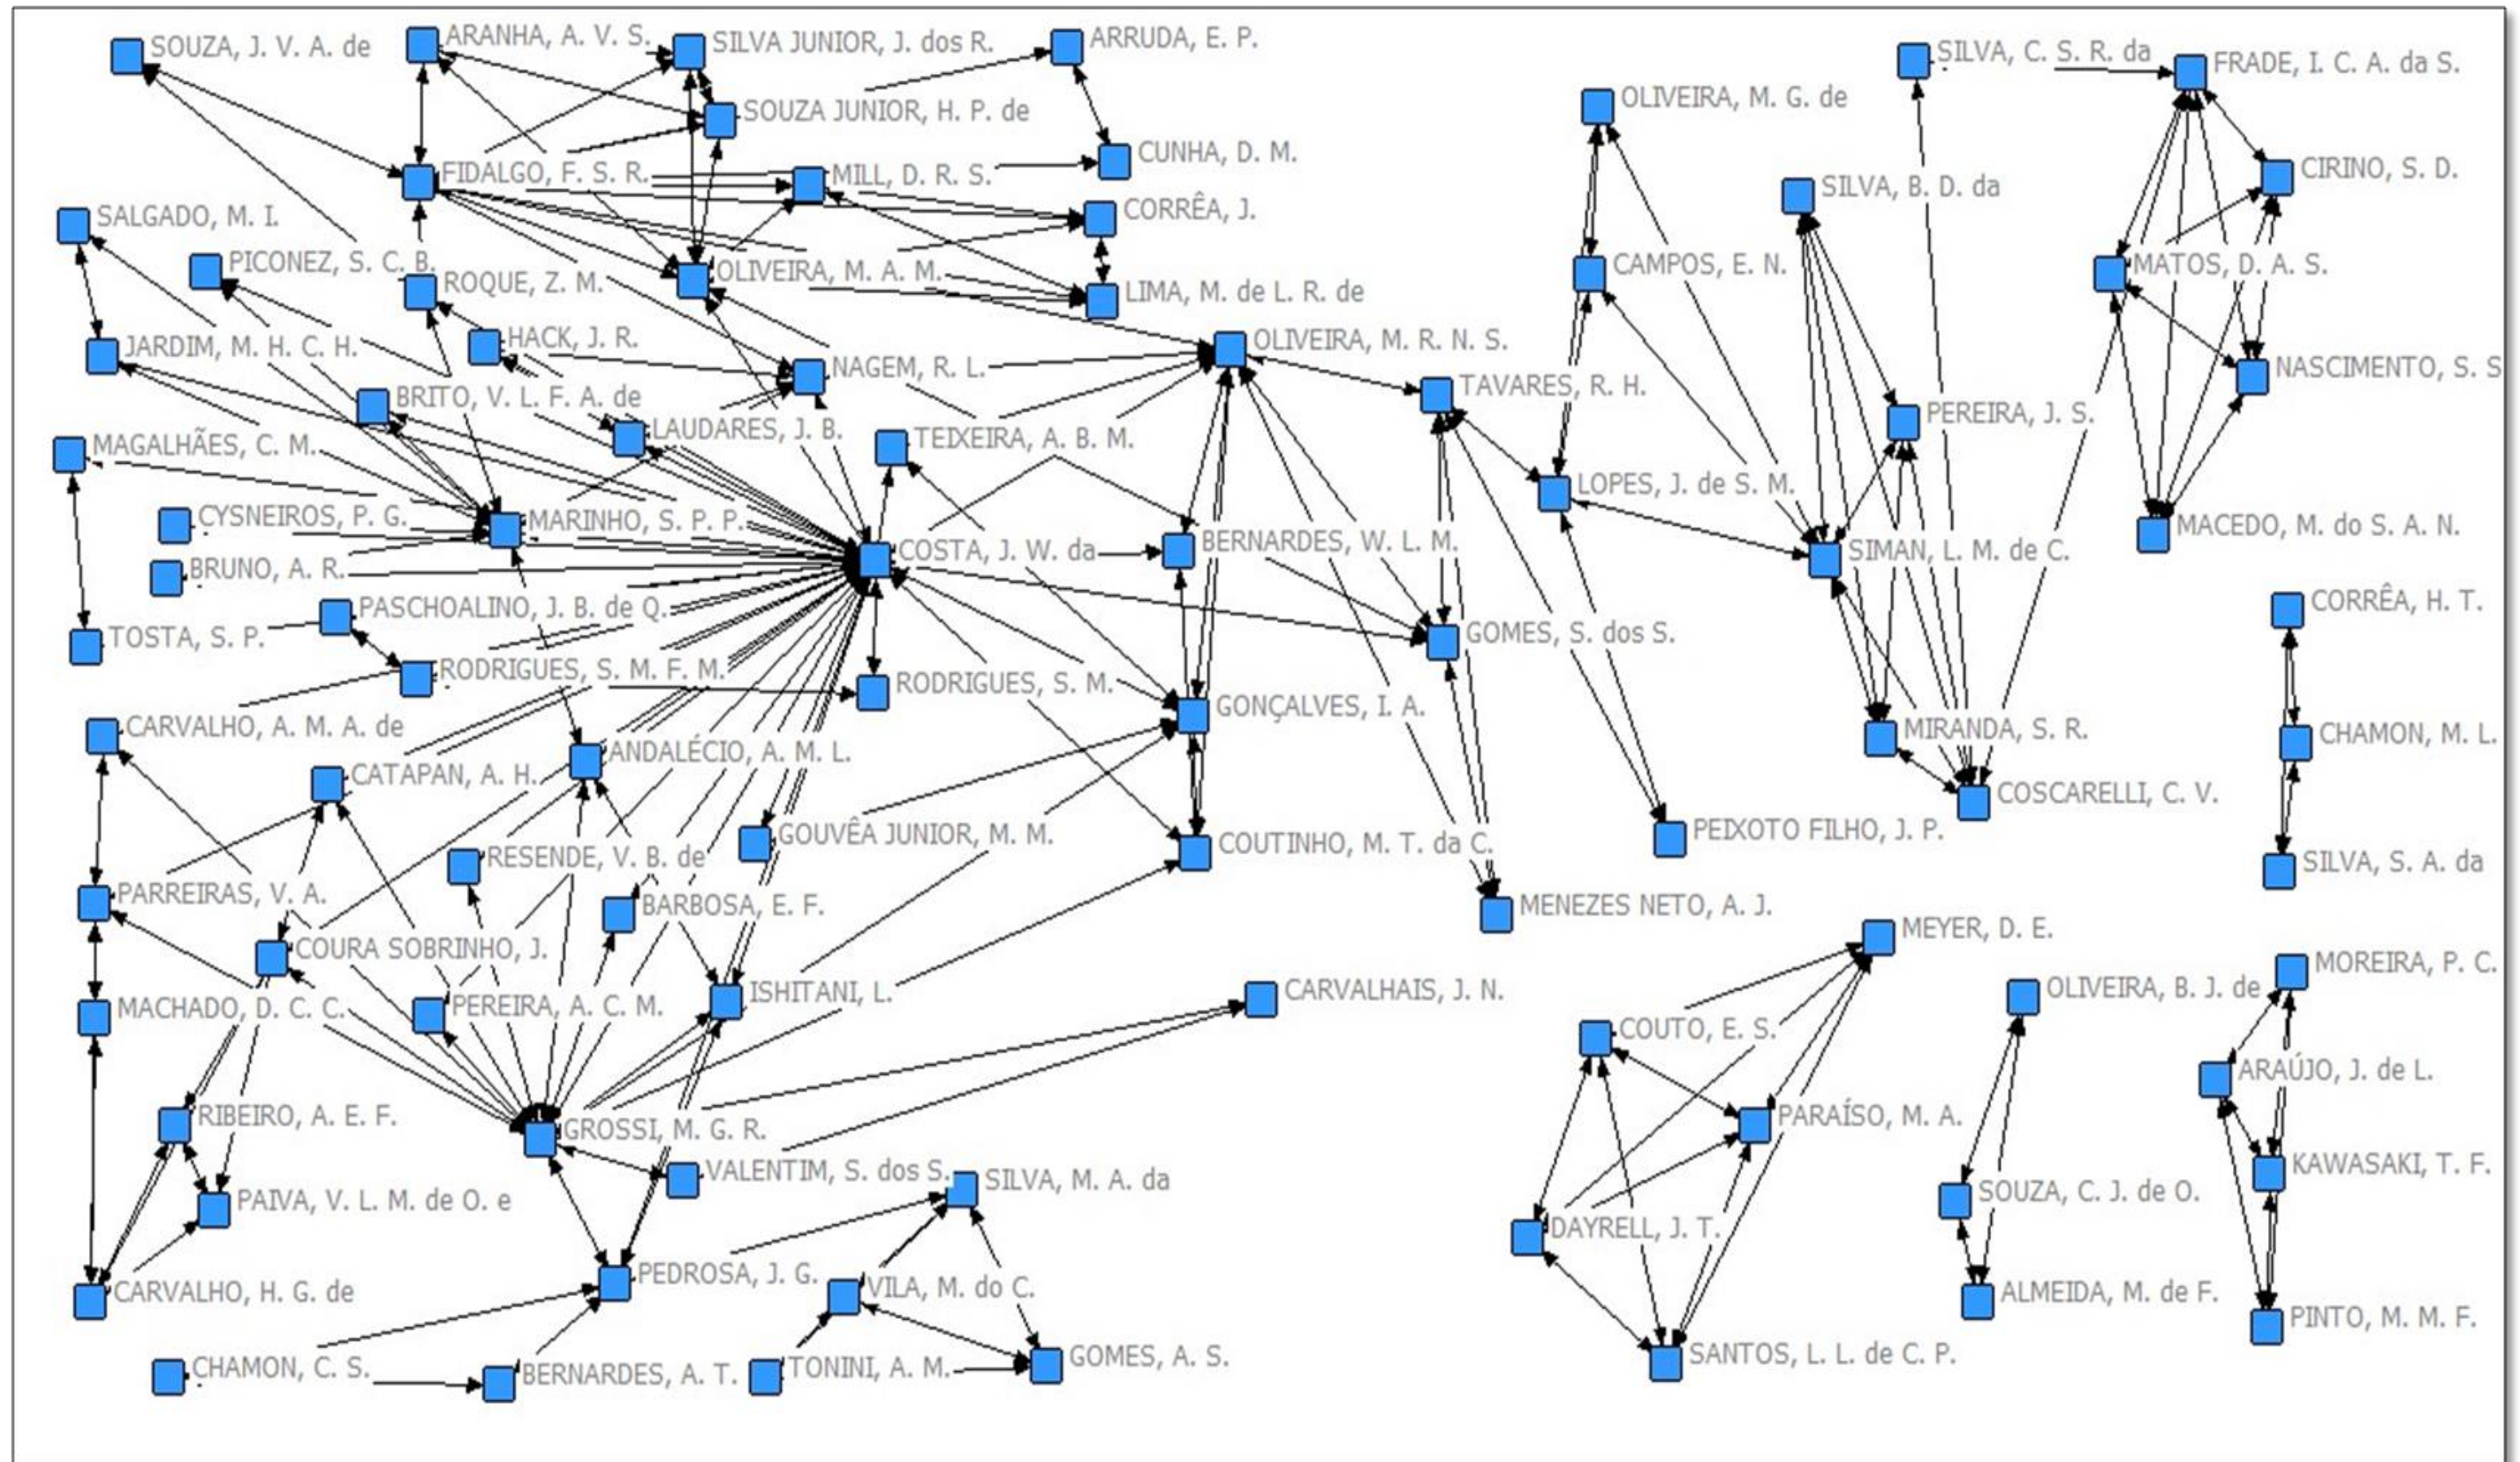 SOUZA, J. V. A. de
ARANHA, A. V. S.
SILVA JUNIOR, J. dos R.
ARRUDA, E. P.
SOUZA JUNIOR, H. P. de
CUNHA, D. M.
FIDALGO, F. S. R.
MILL, D. R. S.
CORRÊA, J.
SALGADO, M. I.
PICONEZ, S. C. B.
ROQUE, Z. M.
OLIVEIRA, M. A. M.
LIMA, M. de L. R. de
JARDIM, M. H. C. H.
HACK, J. R.
NAGEM, R. L.
OLIVEIRA, M. R. N. S.
TAVARES, R. H.
BRITO, V. L. F. A. de
LAUDARES, J. B.
TEIXEIRA, A. B. M.
MAGALHÃES, C. M.
CYSNEIROS, P. G.
MARINHO, S. P. P.
COSTA, J. W. da
BERNARDES, W. L. M.
BRUNO, A. R.
PASCHOALINO, J. B. de Q.
TOSTA, S. P.
GOMES, S. dos S.
RODRIGUES, S. M. F. M.
RODRIGUES, S. M.
GONÇALVES, I. A.
CARVALHO, A. M. A. de
ANDALÉCIO, A. M. L.
CATAPAN, A. H.
GOUVÊA JUNIOR, M. M.
COUTINHO, M. T. da C.
RESENDE, V. B. de
PARREIRAS, V. A.
BARBOSA, E. F.
MENEZES NETO, A. J.
COURA SOBRINHO, J.
ISHITANI, L.
CARVALHAIS, J. N.
MACHADO, D. C. C.
PEREIRA, A. C. M.
RIBEIRO, A. E. F.
GROSSI, M. G. R.
VALENTIM, S. dos S.
SILVA, M. A. da
PAIVA, V. L. M. de O. e
CARVALHO, H. G. de
PEDROSA, J. G.
VILA, M. do C.
CHAMON, C. S.
BERNARDES, A. T.
TONINI, A. M.
GOMES, A. S.
SILVA, C. S. R. da
FRADE, I. C. A. da S.
OLIVEIRA, M. G. de
CIRINO, S. D.
SILVA, B. D. da
CAMPOS, E. N.
MATOS, D. A. S.
NASCIMENTO, S. S
PEREIRA, J. S.
LOPES, J. de S. M.
MACEDO, M. do S. A. N.
SIMAN, L. M. de C.
CORRÊA, H. T.
MIRANDA, S. R.
CHAMON, M. L.
COSCARELLI, C. V.
PEIXOTO FILHO, J. P.
SILVA, S. A. da
MEYER, D. E.
MOREIRA, P. C.
OLIVEIRA, B. J. de
COUTO, E. S.
ARAÚJO, J. de L.
PARAÍSO, M. A.
KAWASAKI, T. F.
SOUZA, C. J. de O.
DAYRELL, J. T.
ALMEIDA, M. de F.
PINTO, M. M. F.
SANTOS, L. L. de C. P.